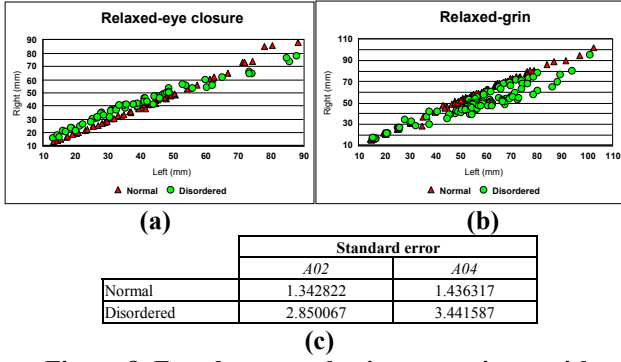 Relaxed-eye closure
90
80
70
60
50
40
30
20
10
Right (mm)
10 20 30 40 50 60 70 80 90
Left (mm)
Normal Disordered
(a)
Relaxed-grin
110
90
70
50
30
10
Right (mm)
10 20 30 40 50 60 70 80 90 100 110
Left (mm)
Normal Disordered
(b)
Standard error
A02 A04
Normal 1.342822 1.436317
Disordered 2.850067 3.441587
(c)